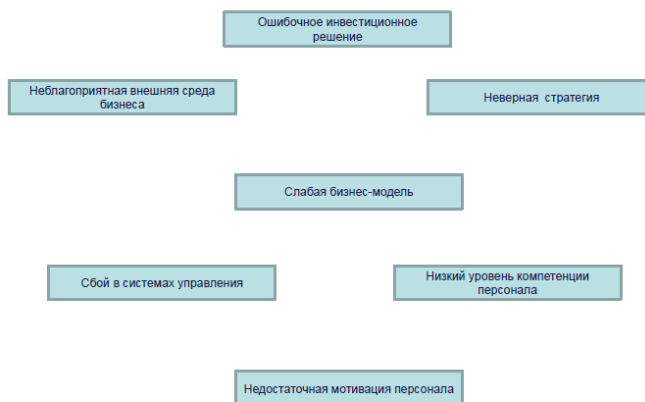 Ошибочное инвестиционное
решение
Неблагоприятная внешняя среда
бизнеса
Неверная стратегия
Слабая бизнес-модель
Сбой в системах управления
Низкий уровень компетенции
персонала
Недостаточная мотивация персонала